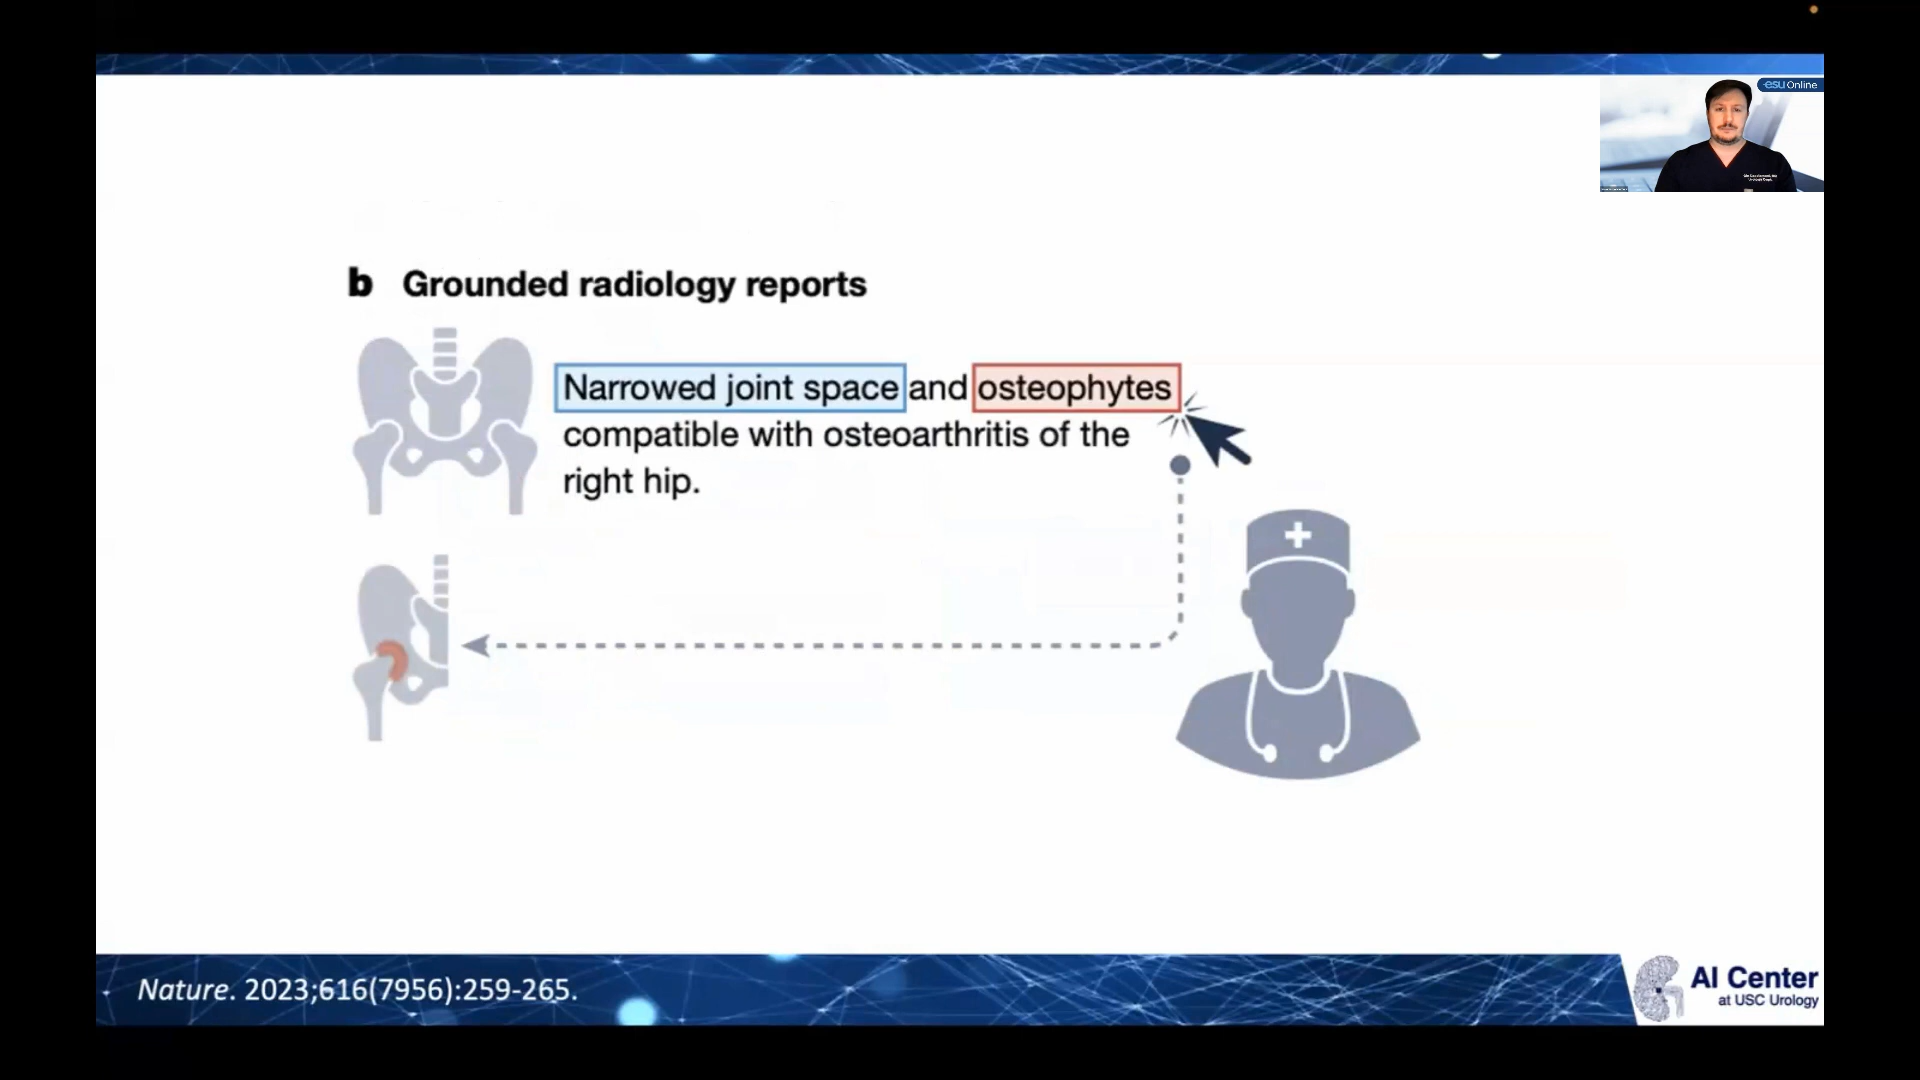 esu Online
b Grounded radiology reports
Narrowed joint space and osteophytes
compatible with osteoarthritis of the
right hip.
Nature. 2023;616(7956):259-265.
AI Center
at USC Urology